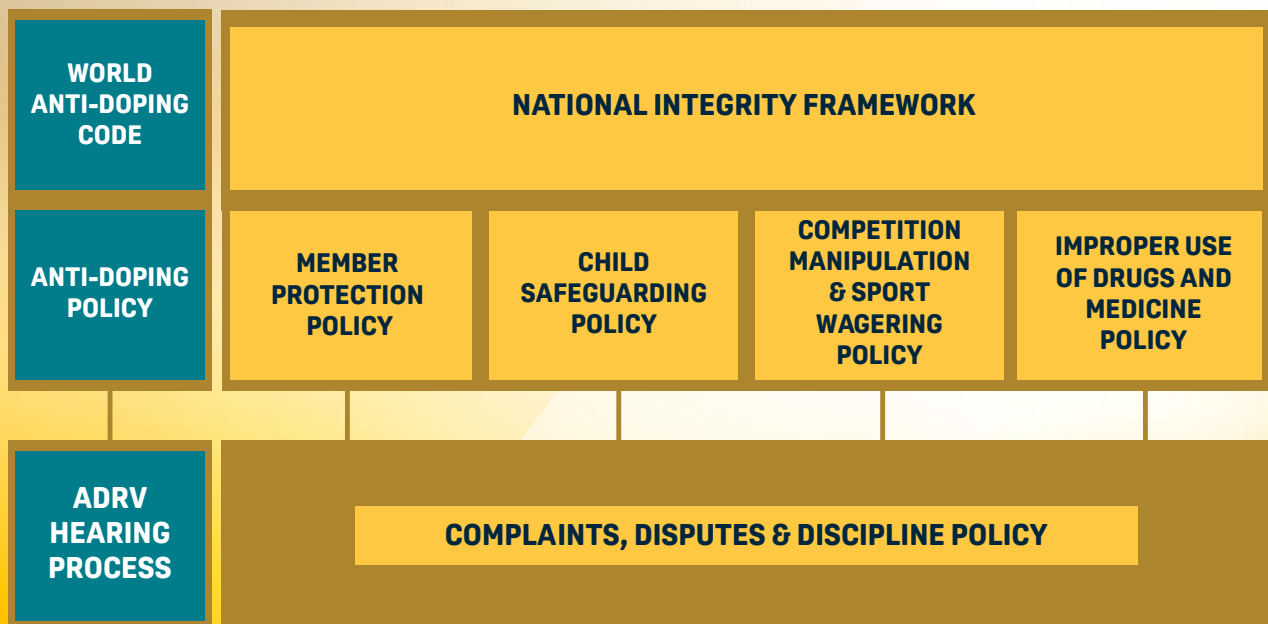 WORLD
ANTI-DOPING
CODE
NATIONAL INTEGRITY FRAMEWORK
ANTI-DOPING
POLICY
MEMBER
PROTECTION
POLICY
CHILD
SAFEGUARDING
POLICY
COMPETITION
MANIPULATION
& SPORT
WAGERING
POLICY
IMPROPER USE
OF DRUGS AND
MEDICINE
POLICY
ADRV
HEARING
PROCESS
COMPLAINTS, DISPUTES & DISCIPLINE POLICY